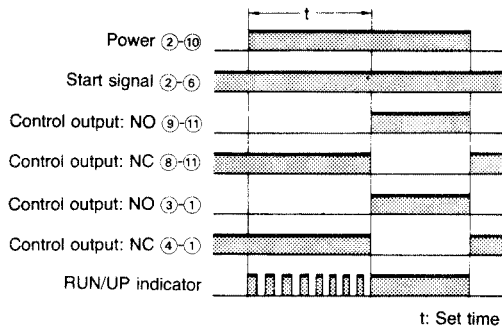 t
Power ②-⑩
Start signal ②-⑥
Control output: NO ⑨-⑪
Control output: NC ⑧-⑪
Control output: NO ③-①
Control output: NC ④-①
RUN/UP indicator
t: Set time